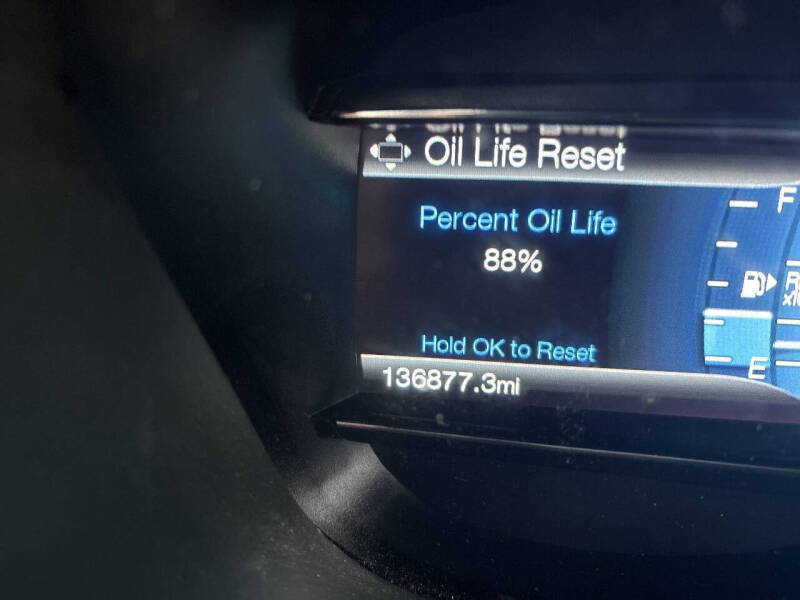 Oil Life Reset
Percent Oil Life
88%
Hold OK to Reset
136877.3mi
F
E